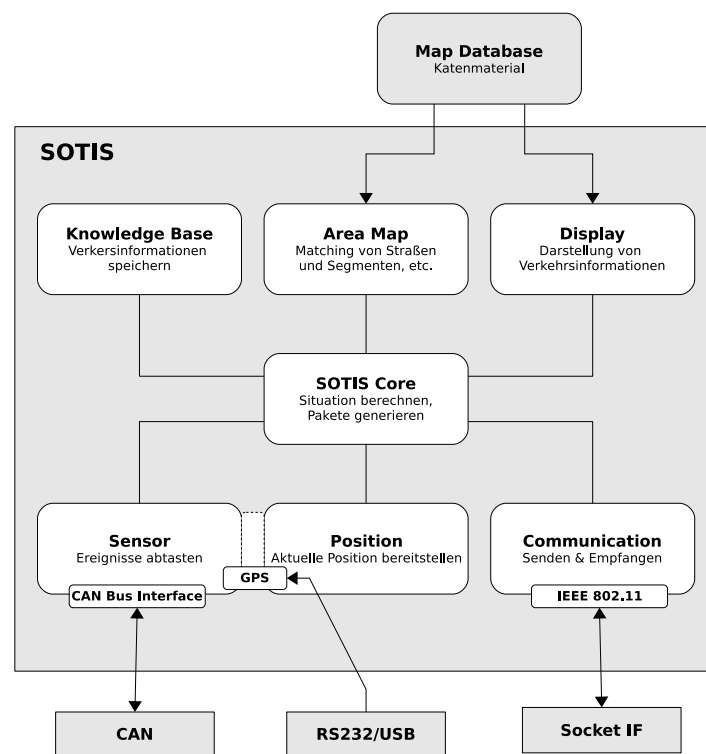 Map Database
Katenmaterial
SOTIS
Knowledge Base
Verkersinformationen
speichern
Area Map
Matching von Straßen
und Segmenten, etc.
Display
Darstellung von
Verkehrsinformationen
SOTIS Core
Situation berechnen,
Pakete generieren
Sensor
Ereignisse abtasten
CAN Bus Interface
GPS
Position
Aktuelle Position bereitstellen
Communication
Senden & Empfangen
IEEE 802.11
CAN
RS232/USB
Socket IF